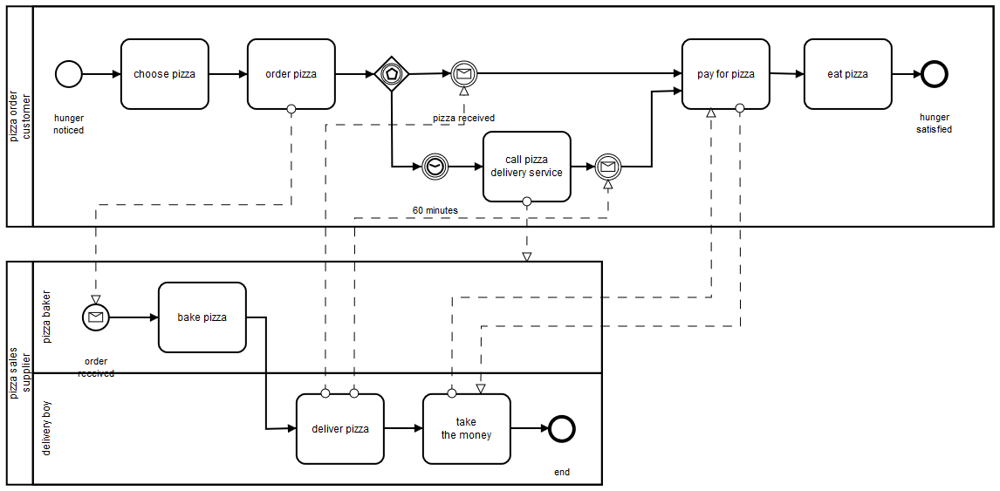 pizza order
customer
choose pizza
order pizza
pay for pizza
eat pizza
hunger
noticed
pizza received
hunger
satisfied
call pizza
delivery service
60 minutes
pizza sales
supplier
pizza baker
bake pizza
order
received
delivery boy
deliver pizza
take
the money
end